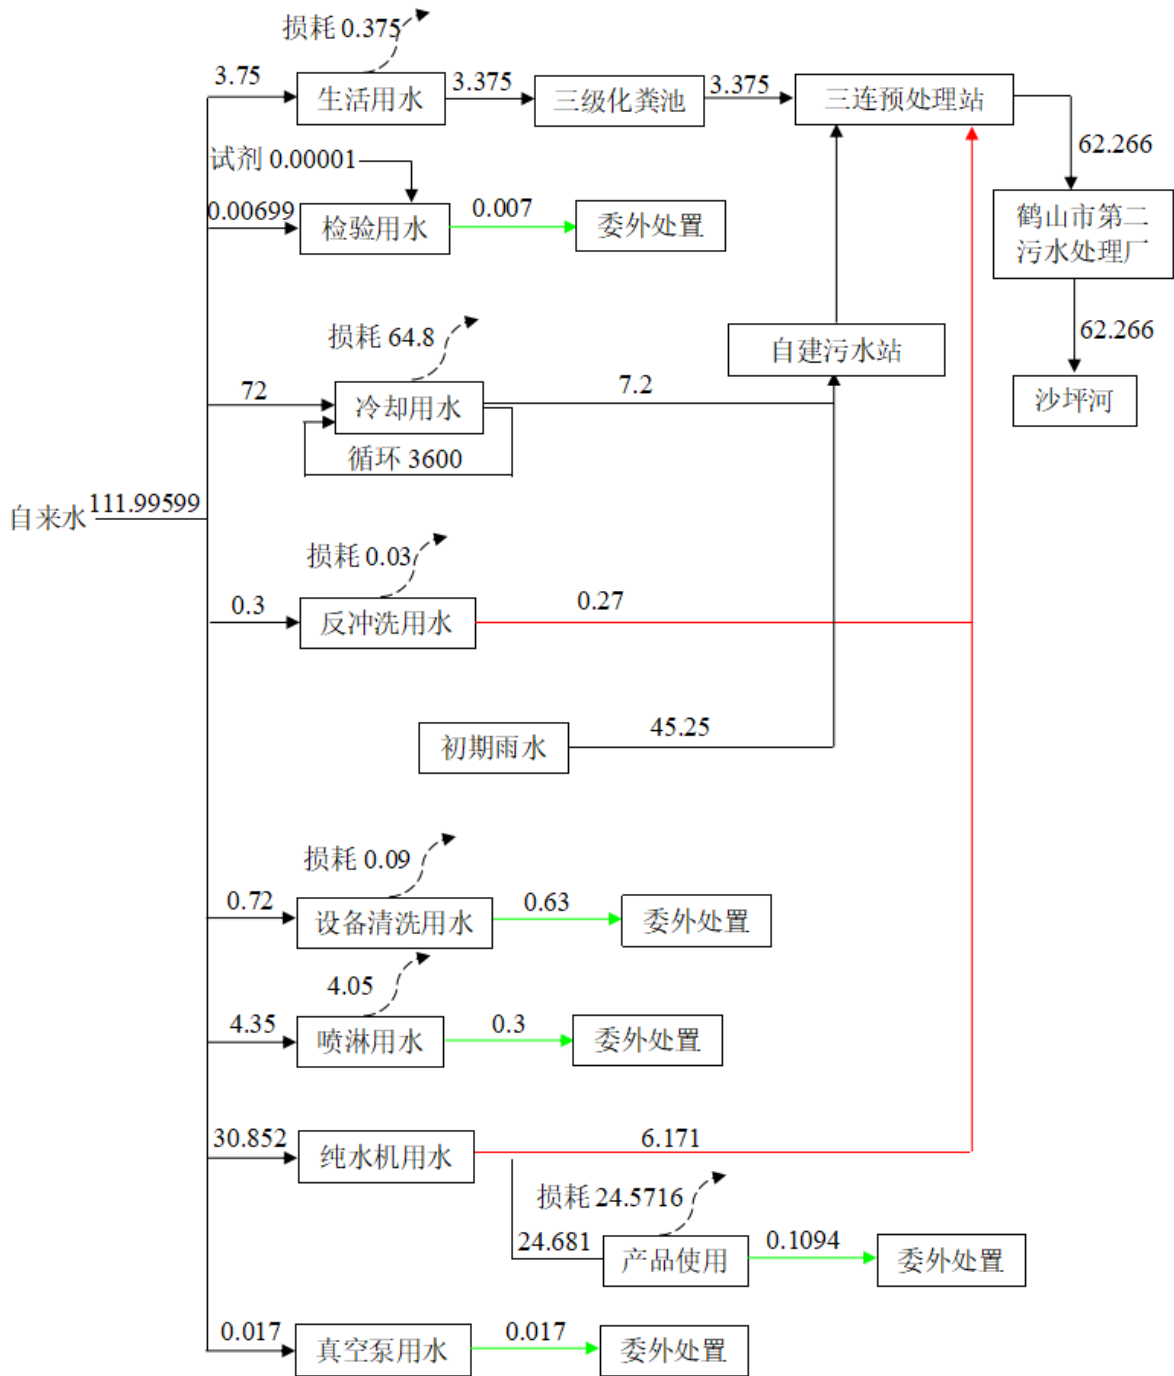 损耗 0.375
3.75
生活用水
3.375
三级化粪池
3.375
三连预处理站
62.266
试剂 0.00001
0.00699
检验用水
0.007
委外处置
鹤山市第二
污水处理厂
62.266
沙坪河
损耗 64.8
72
冷却用水
7.2
自建污水站
循环 3600
自来水
111.99599
损耗 0.03
0.3
反冲洗用水
0.27
初期雨水
45.25
损耗 0.09
0.72
设备清洗用水
0.63
委外处置
4.05
4.35
喷淋用水
0.3
委外处置
30.852
纯水机用水
6.171
损耗 24.5716
24.681
产品使用
0.1094
委外处置
0.017
真空泵用水
0.017
委外处置